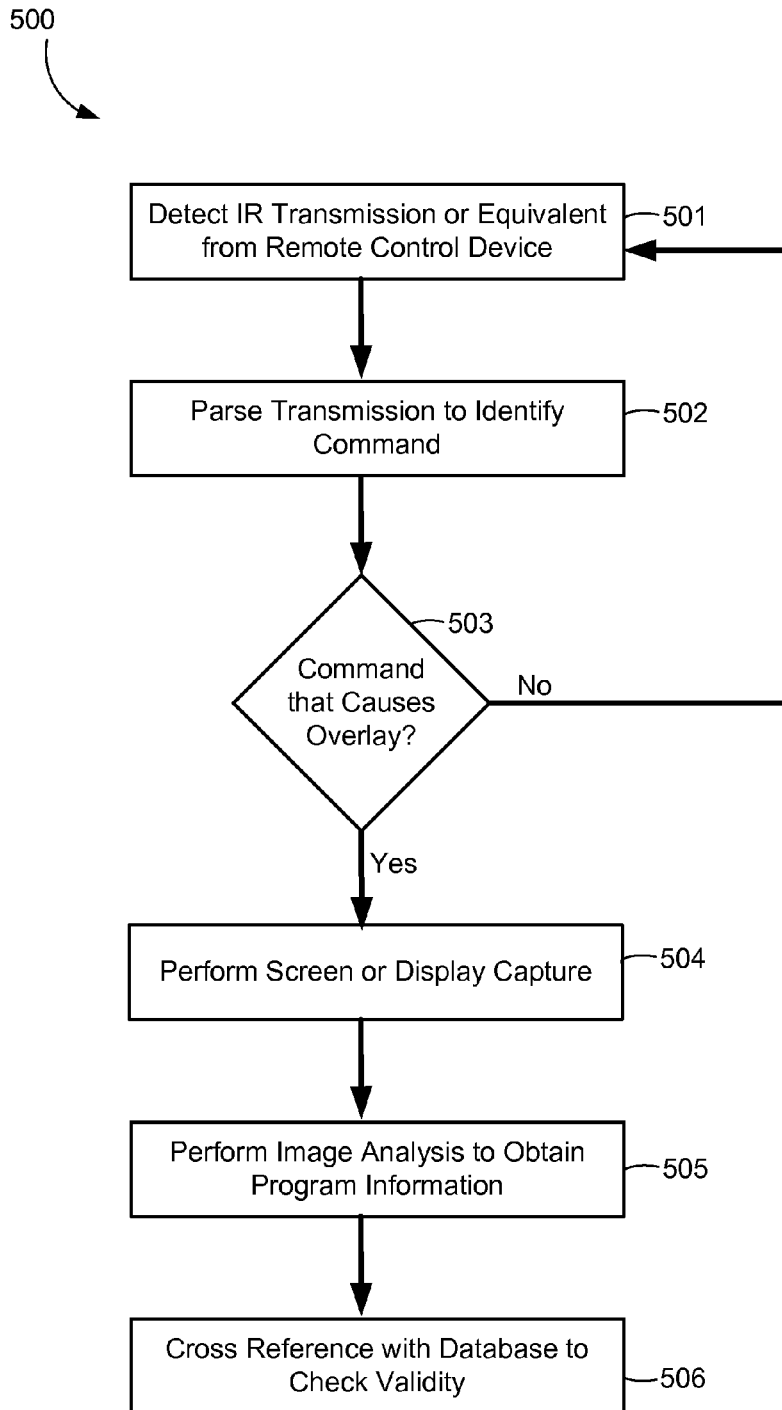 500
Detect IR Transmission or Equivalent
from Remote Control Device
501
Parse Transmission to Identify
Command
502
503
Command
that Causes
Overlay?
No
Yes
Perform Screen or Display Capture
504
Perform Image Analysis to Obtain
Program Information
505
Cross Reference with Database to
Check Validity
506